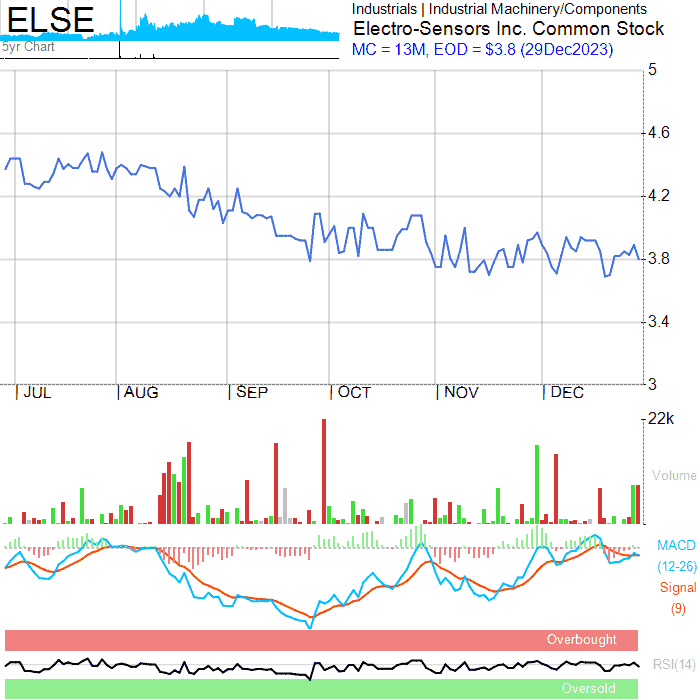 ELSE
5yr Chart
Industrials | Industrial Machinery/Components
Electro-Sensors Inc. Common Stock
MC = 13M, EOD = $3.8 (29Dec2023)
5
4.6
4.2
3.8
3.4
3
JUL AUG SEP OCT NOV DEC
22k
Volume
MACD
(12-26)
Signal
(9)
Overbought
RSI(14)
Oversold